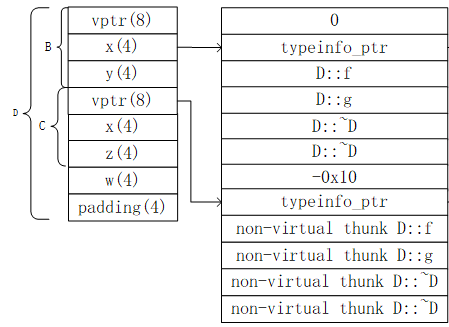 D
B
C
vptr(8)
x(4)
y(4)
vptr(8)
x(4)
z(4)
w(4)
padding(4)
0
typeinfo_ptr
D::f
D::g
D::~D
D::~D
-0x10
typeinfo_ptr
non-virtual thunk D::f
non-virtual thunk D::g
non-virtual thunk D::~D
non-virtual thunk D::~D